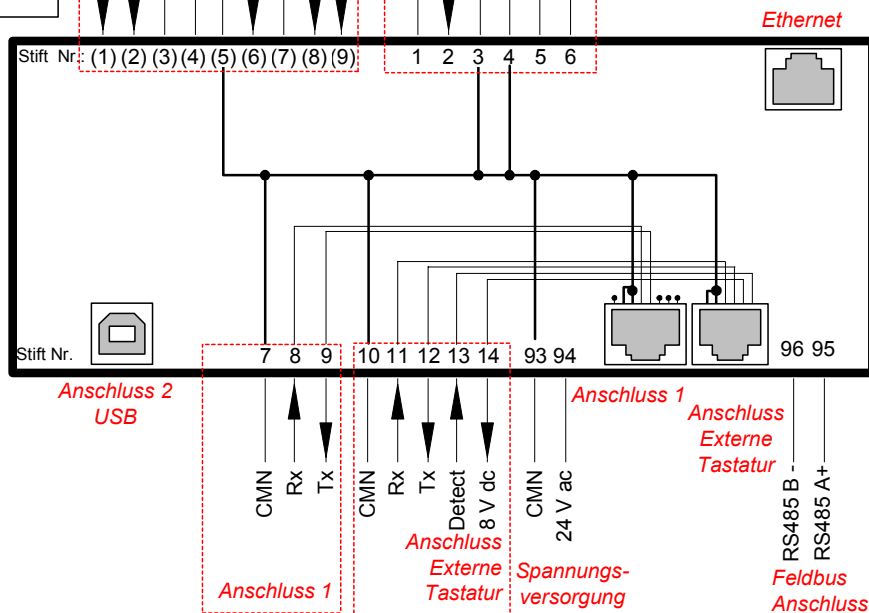 Ethernet
Stift Nr.: (1) (2) (3) (4) (5) (6) (7) (8) (9) 1 2 3 4 5 6
Stift Nr. 7 8 9 10 11 12 13 14 93 94 96 95
Anschluss 2
USB
Anschluss 1
Anschluss
Externe
Tastatur
CMN
Rx
Tx
CMN
Rx
Tx
Detect
8 V dc
CMN
24 V ac
RS485 B -
RS485 A+
Anschluss 1
Anschluss
Externe
Tastatur
Spannungs-
versorgung
Feldbus
Anschluss